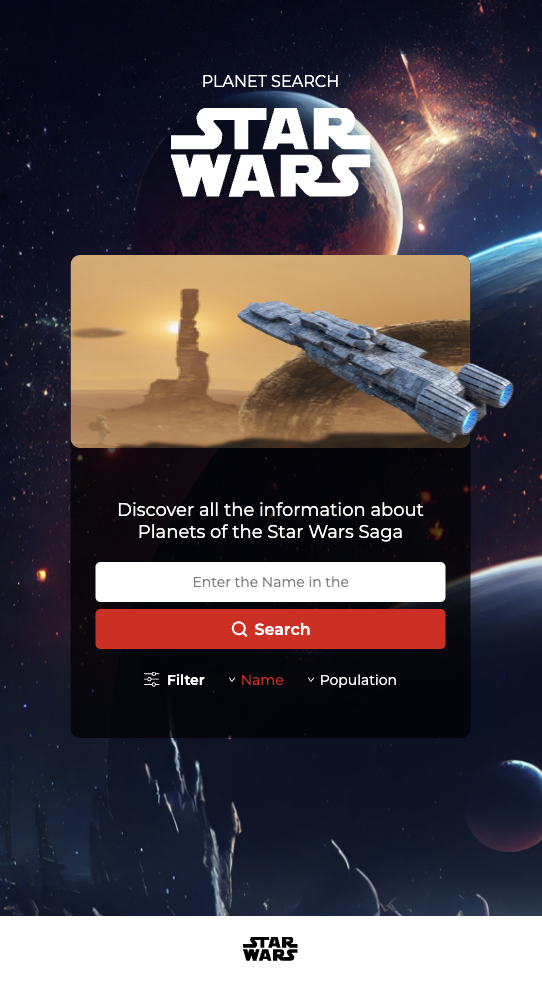 PLANET SEARCH
STAR
WARS
Discover all the information about
Planets of the Star Wars Saga
Enter the Name in the
Search
Filter
Name
Population
STAR
WARS